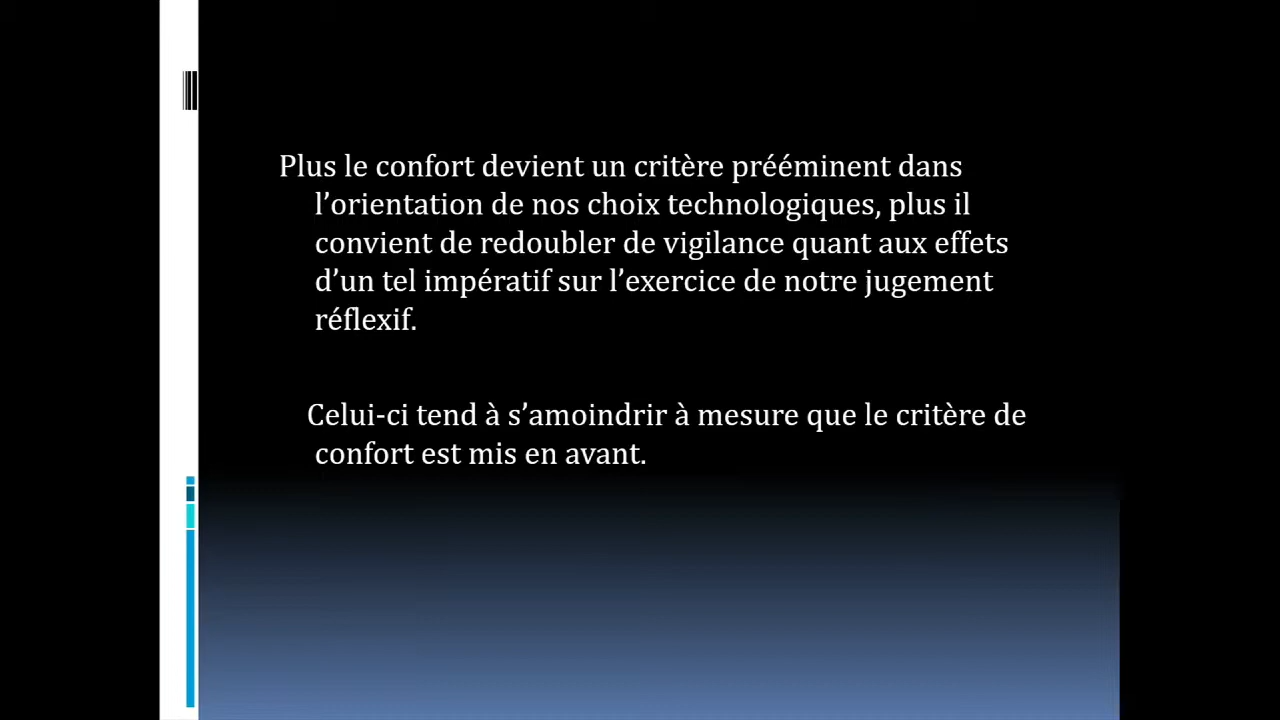 Plus le confort devient un critère prééminent dans
l’orientation de nos choix technologiques, plus il
convient de redoubler de vigilance quant aux effets
d’un tel impératif sur l’exercice de notre jugement
réflexif.
Celui-ci tend à s’amoindrir à mesure que le critère de
confort est mis en avant.